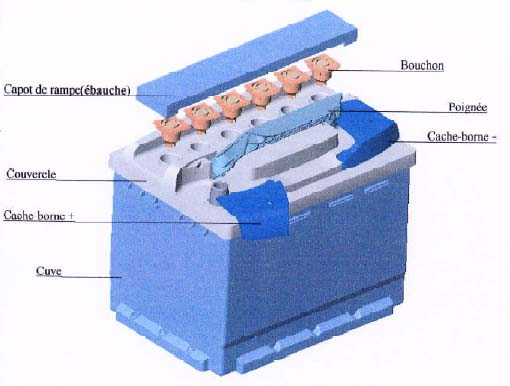 Bouchon
Capot de rampe(ébauche)
Poignée
Cache-borne -
Couvercle
Cache borne +
Cuve